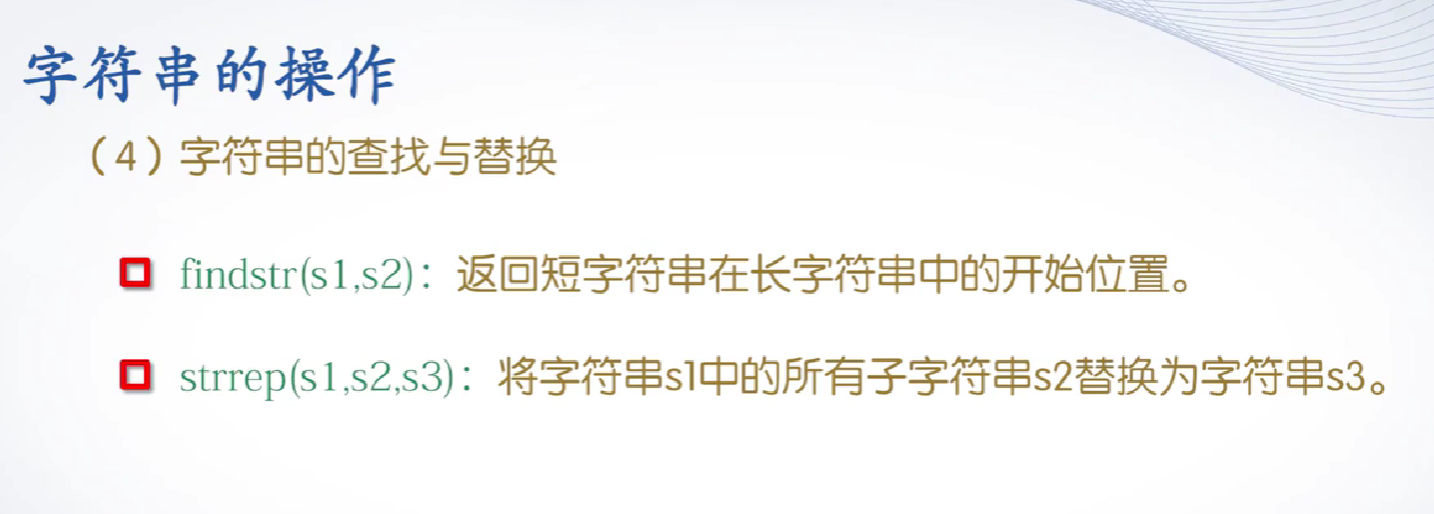 字符串的操作
（4）字符串的查找与替换
findstr(s1,s2)：返回短字符串在长字符串中的开始位置。
strrep(s1,s2,s3)：将字符串s1中的所有子字符串s2替换为字符串s3。